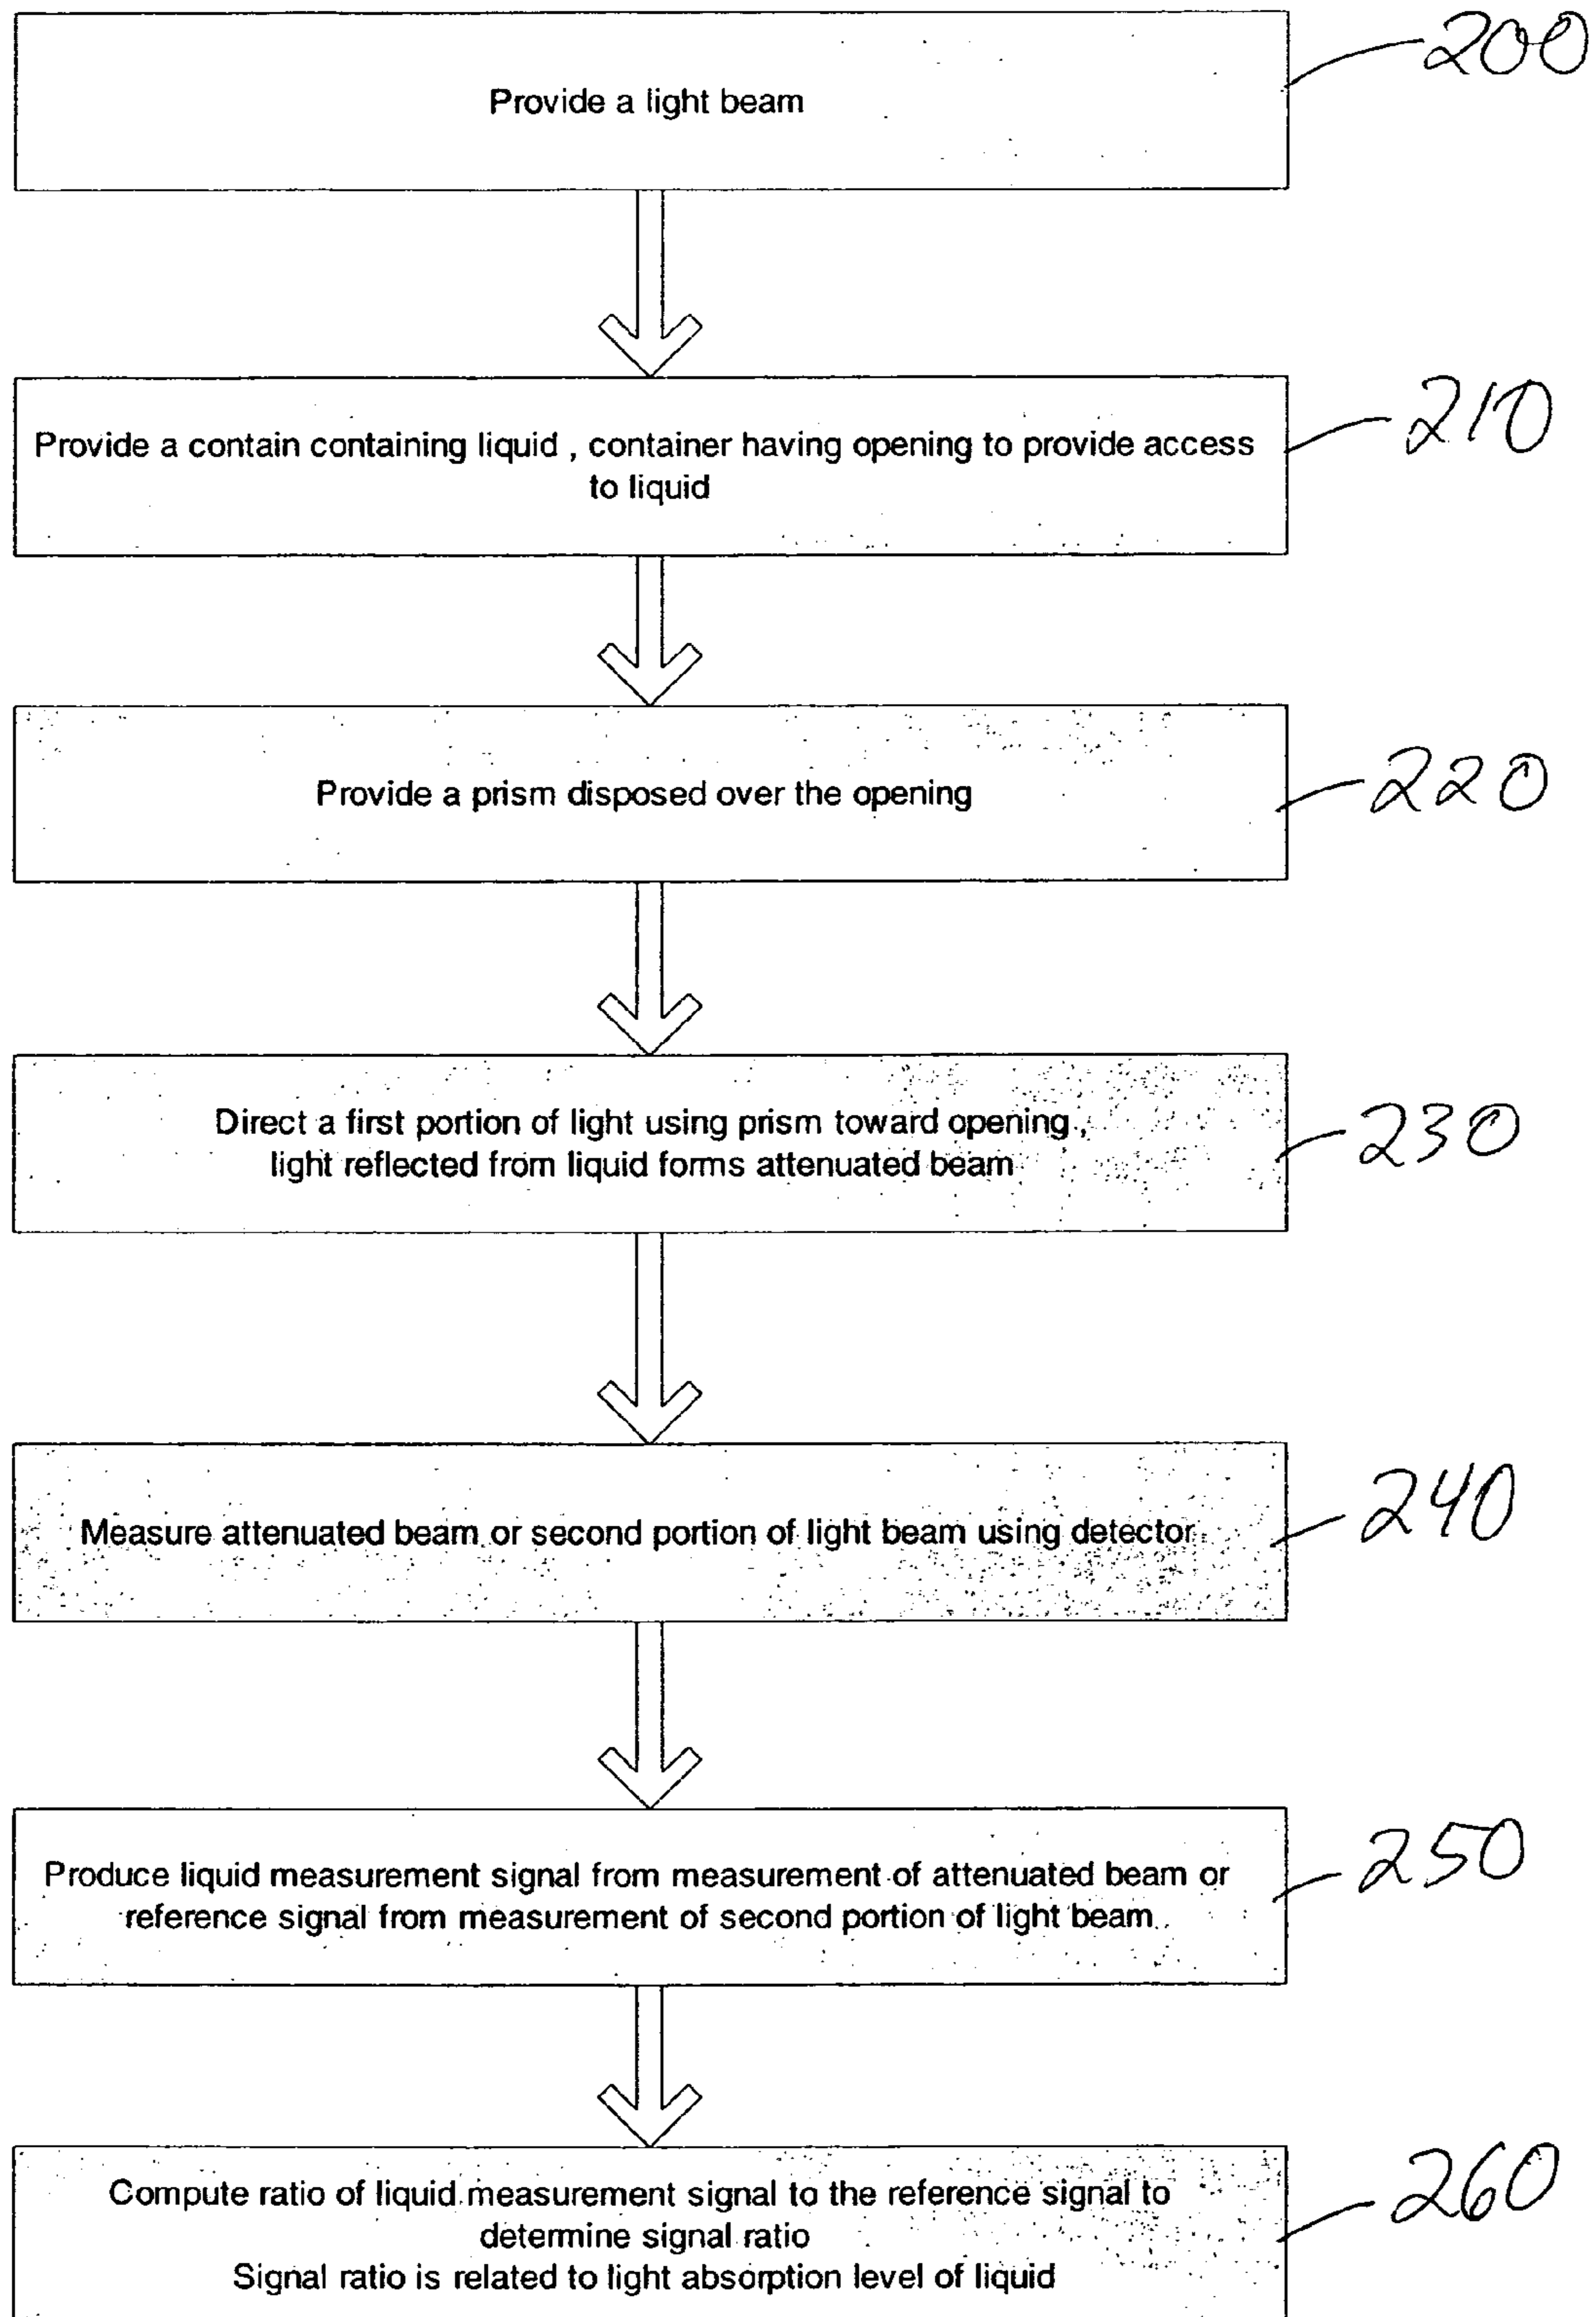 Provide a light beam
200
Provide a contain containing liquid , container having opening to provide access
to liquid
210
Provide a prism disposed over the opening
220
Direct a first portion of light using prism toward opening ,
light reflected from liquid forms attenuated beam
230
Measure attenuated beam or second portion of light beam using detector
240
Produce liquid measurement signal from measurement of attenuated beam or
reference signal from measurement of second portion of light beam
250
Compute ratio of liquid measurement signal to the reference signal to
determine signal ratio
Signal ratio is related to light absorption level of liquid
260